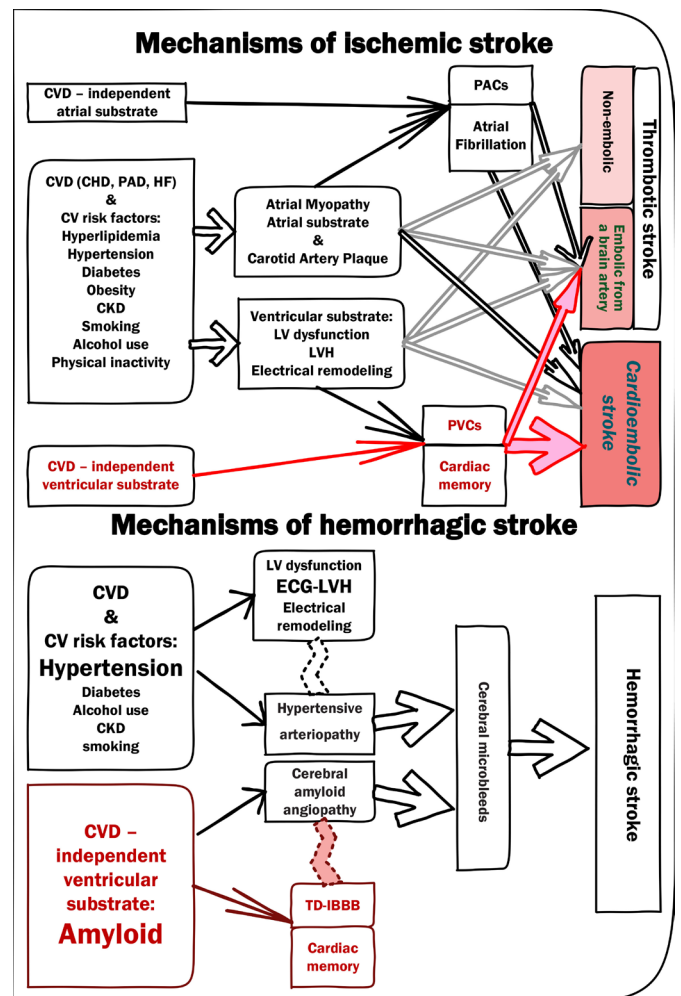 Mechanisms of ischemic stroke
CVD – independent
atrial substrate
PACs
Atrial
Fibrillation
Non-embolic
Embolic from
a brain artery
Thrombotic stroke
CVD (CHD, PAD, HF)
&
CV risk factors:
Hyperlipidemia
Hypertension
Diabetes
Obesity
CKD
Smoking
Alcohol use
Physical inactivity
Atrial Myopathy
Atrial substrate
&
Carotid Artery Plaque
Ventricular substrate:
LV dysfunction
LVH
Electrical remodeling
Cardioembolic
stroke
CVD – independent
ventricular substrate
PVCs
Cardiac
memory
Mechanisms of hemorrhagic stroke
CVD
&
CV risk factors:
Hypertension
Diabetes
Alcohol use
CKD
smoking
LV dysfunction
ECG-LVH
Electrical
remodeling
Hypertensive
arteriopathy
Cerebral
amyloid
angiopathy
Cerebral microbleeds
Hemorrhagic stroke
CVD –
independent
ventricular
substrate:
Amyloid
TD-IBBB
Cardiac
memory